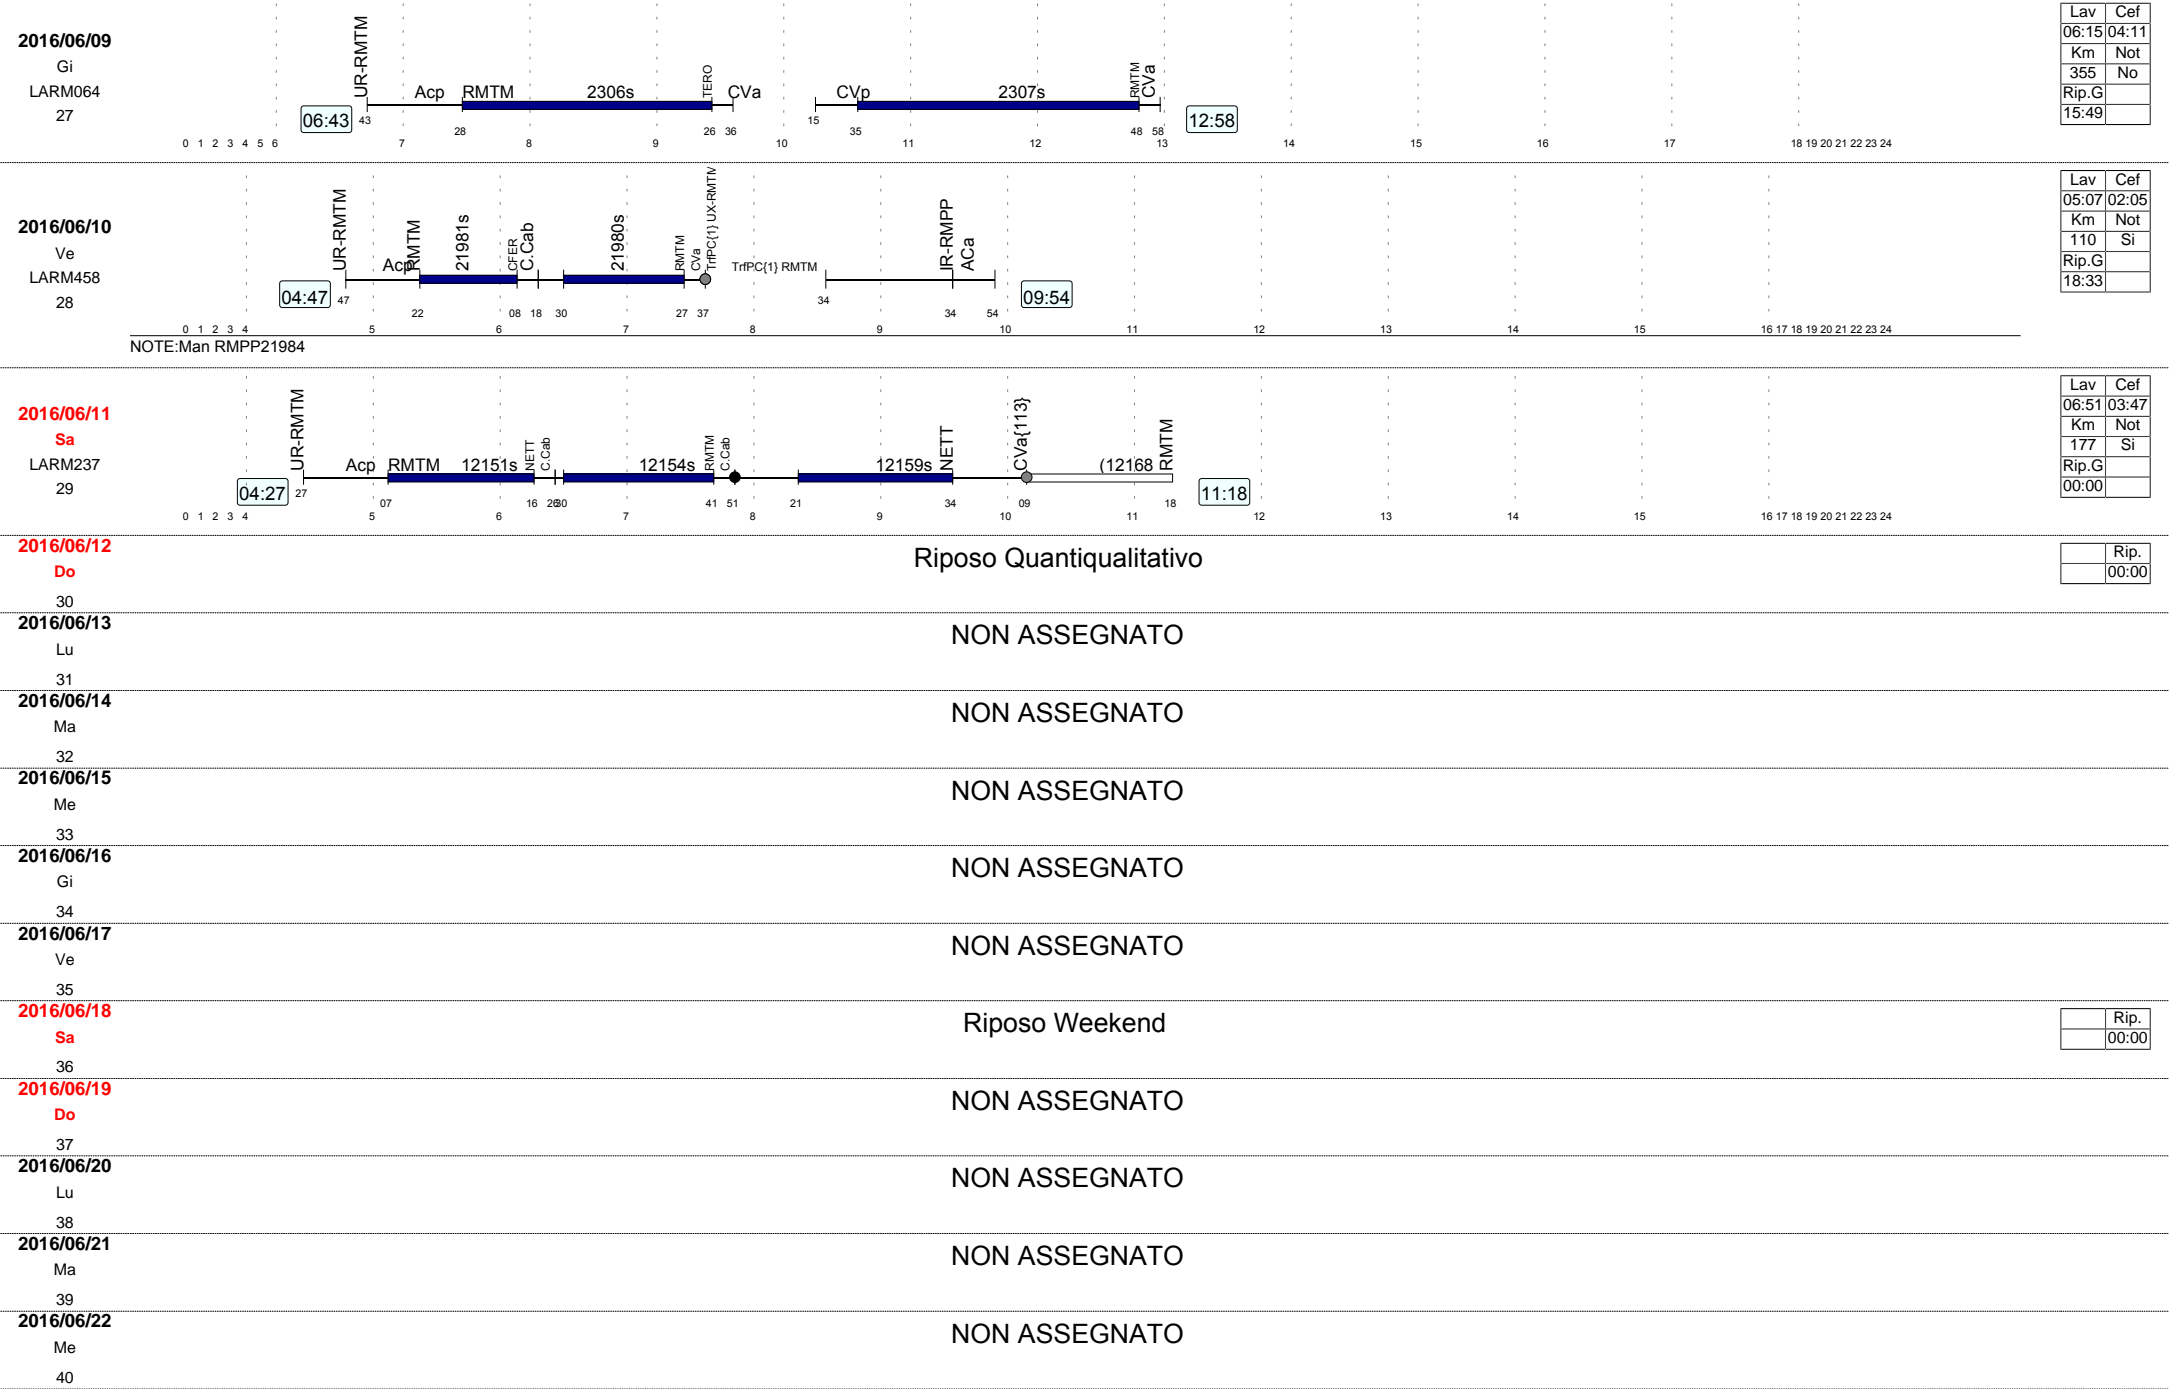 2016/06/09
Gi
LARM064
27
06:43
UR-RMTM
Acp
RMTM
2306s
TERO
CVa
CVp
2307s
RMTM
CVa
12:58
43 28 26 36 15 35 48 58
0 1 2 3 4 5 6 7 8 9 10 11 12 13 14 15 16 17 18 19 20 21 22 23 24
Lav Cef
06:15 04:11
Km Not
355 No
Rip.G
15:49
2016/06/10
Ve
LARM458
28
04:47
UR-RMTM
Acp
RMTM
21981s
CFER
C.Cab
21980s
RMTM
CVa
TrfPC{1} UX-RMTM
TrfPC{1} RMTM
IR-RMPP
ACa
09:54
47 22 08 18 30 27 37 34 34 54
0 1 2 3 4 5 6 7 8 9 10 11 12 13 14 15 16 17 18 19 20 21 22 23 24
NOTE:Man RMPP21984
Lav Cef
05:07 02:05
Km Not
110 Si
Rip.G
18:33
2016/06/11
Sa
LARM237
29
04:27
UR-RMTM
Acp
RMTM
12151s
NETT
C.Cab
12154s
RMTM
C.Cab
12159s
NETT
CVa{113}
(12168
RMTM
11:18
27 07 16 26 30 41 51 21 34 09 18
0 1 2 3 4 5 6 7 8 9 10 11 12 13 14 15 16 17 18 19 20 21 22 23 24
Lav Cef
06:51 03:47
Km Not
177 Si
Rip.G
00:00
2016/06/12
Do
30
Riposo Quantiqualitativo
Rip.
00:00
2016/06/13
Lu
31
NON ASSEGNATO
2016/06/14
Ma
32
NON ASSEGNATO
2016/06/15
Me
33
NON ASSEGNATO
2016/06/16
Gi
34
NON ASSEGNATO
2016/06/17
Ve
35
NON ASSEGNATO
2016/06/18
Sa
36
Riposo Weekend
Rip.
00:00
2016/06/19
Do
37
NON ASSEGNATO
2016/06/20
Lu
38
NON ASSEGNATO
2016/06/21
Ma
39
NON ASSEGNATO
2016/06/22
Me
40
NON ASSEGNATO